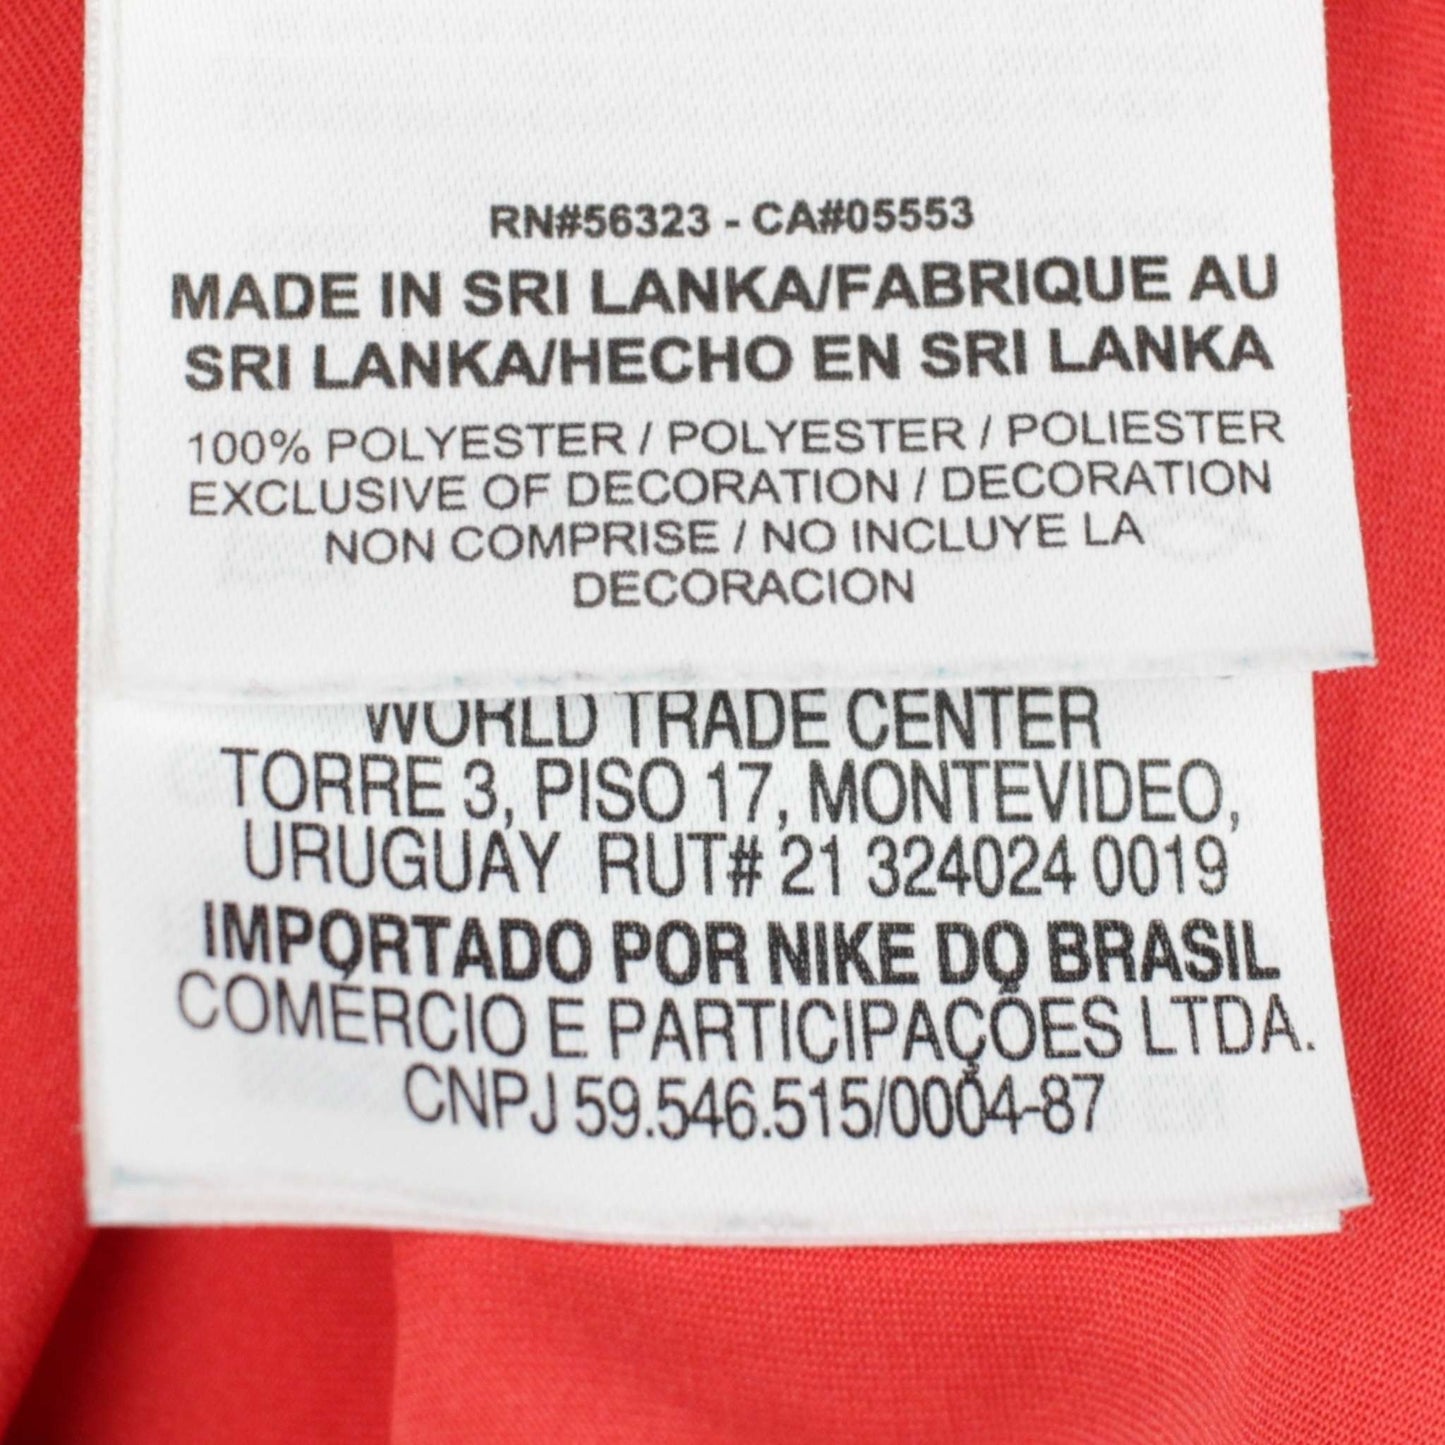 RN#56323 - CA#05553
MADE IN SRI LANKA/FABRIQUE AU
SRI LANKA/HECHO EN SRI LANKA
100% POLYESTER / POLYESTER / POLIESTER
EXCLUSIVE OF DECORATION / DECORATION
NON COMPRISE / NO INCLUYE LA
DECORACION
WORLD TRADE CENTER
TORRE 3, PISO 17, MONTEVIDEO,
URUGUAY RUT# 21 324024 0019
IMPORTADO POR NIKE DO BRASIL
COMÉRCIO E PARTICIPAÇÕES LTDA.
CNPJ 59.546.515/0004-87